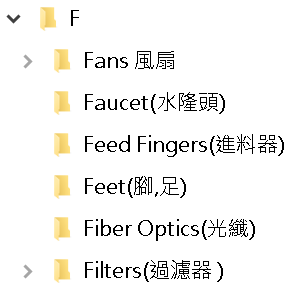 F
Fans 風扇
Faucet(水隆頭)
Feed Fingers(進料器)
Feet(腳,足)
Fiber Optics(光纖)
Filters(過濾器 )